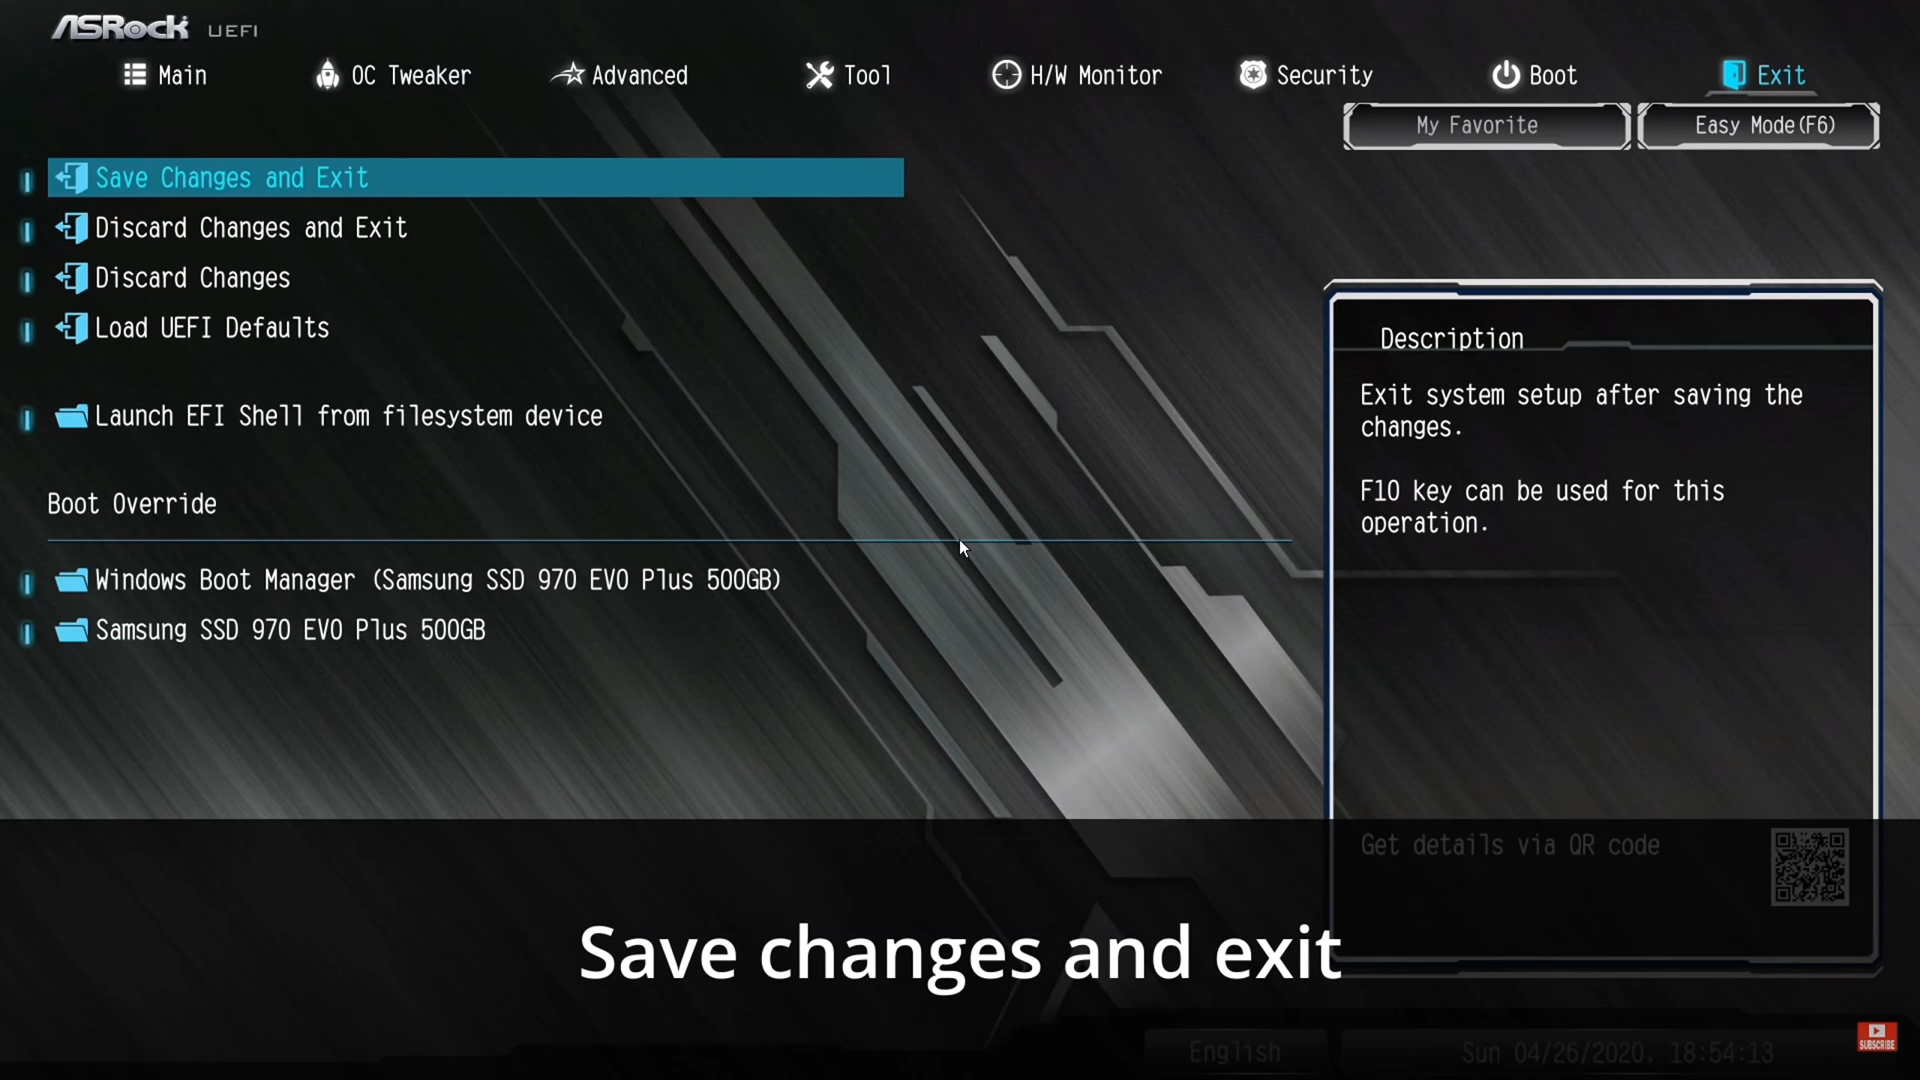 ASRock UEFI
Main OC Tweaker Advanced Tool H/W Monitor Security Boot Exit
My Favorite Easy Mode(F6)
Save Changes and Exit
Discard Changes and Exit
Discard Changes
Load UEFI Defaults
Launch EFI Shell from filesystem device
Boot Override
Windows Boot Manager (Samsung SSD 970 EVO Plus 500GB)
Samsung SSD 970 EVO Plus 500GB
Description
Exit system setup after saving the
changes.
F10 key can be used for this
operation.
Get details via QR code
Save changes and exit
English Sun 04/26/2020, 18:54:13
SUBSCRIBE